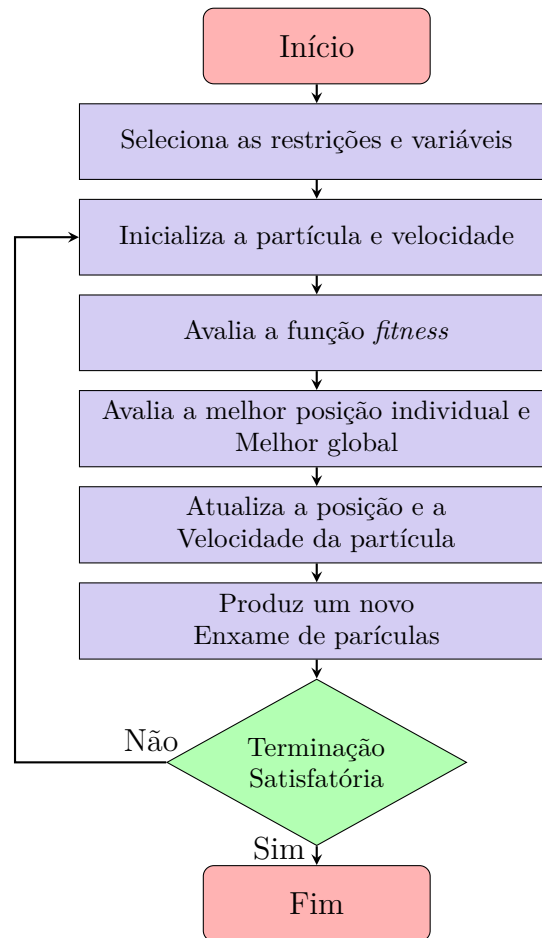 Início
Seleciona as restrições e variáveis
Inicializa a partícula e velocidade
Avalia a função fitness
Avalia a melhor posição individual e
Melhor global
Atualiza a posição e a
Velocidade da partícula
Produz um novo
Enxame de parículas
Não
Terminação
Satisfatória
Sim
Fim